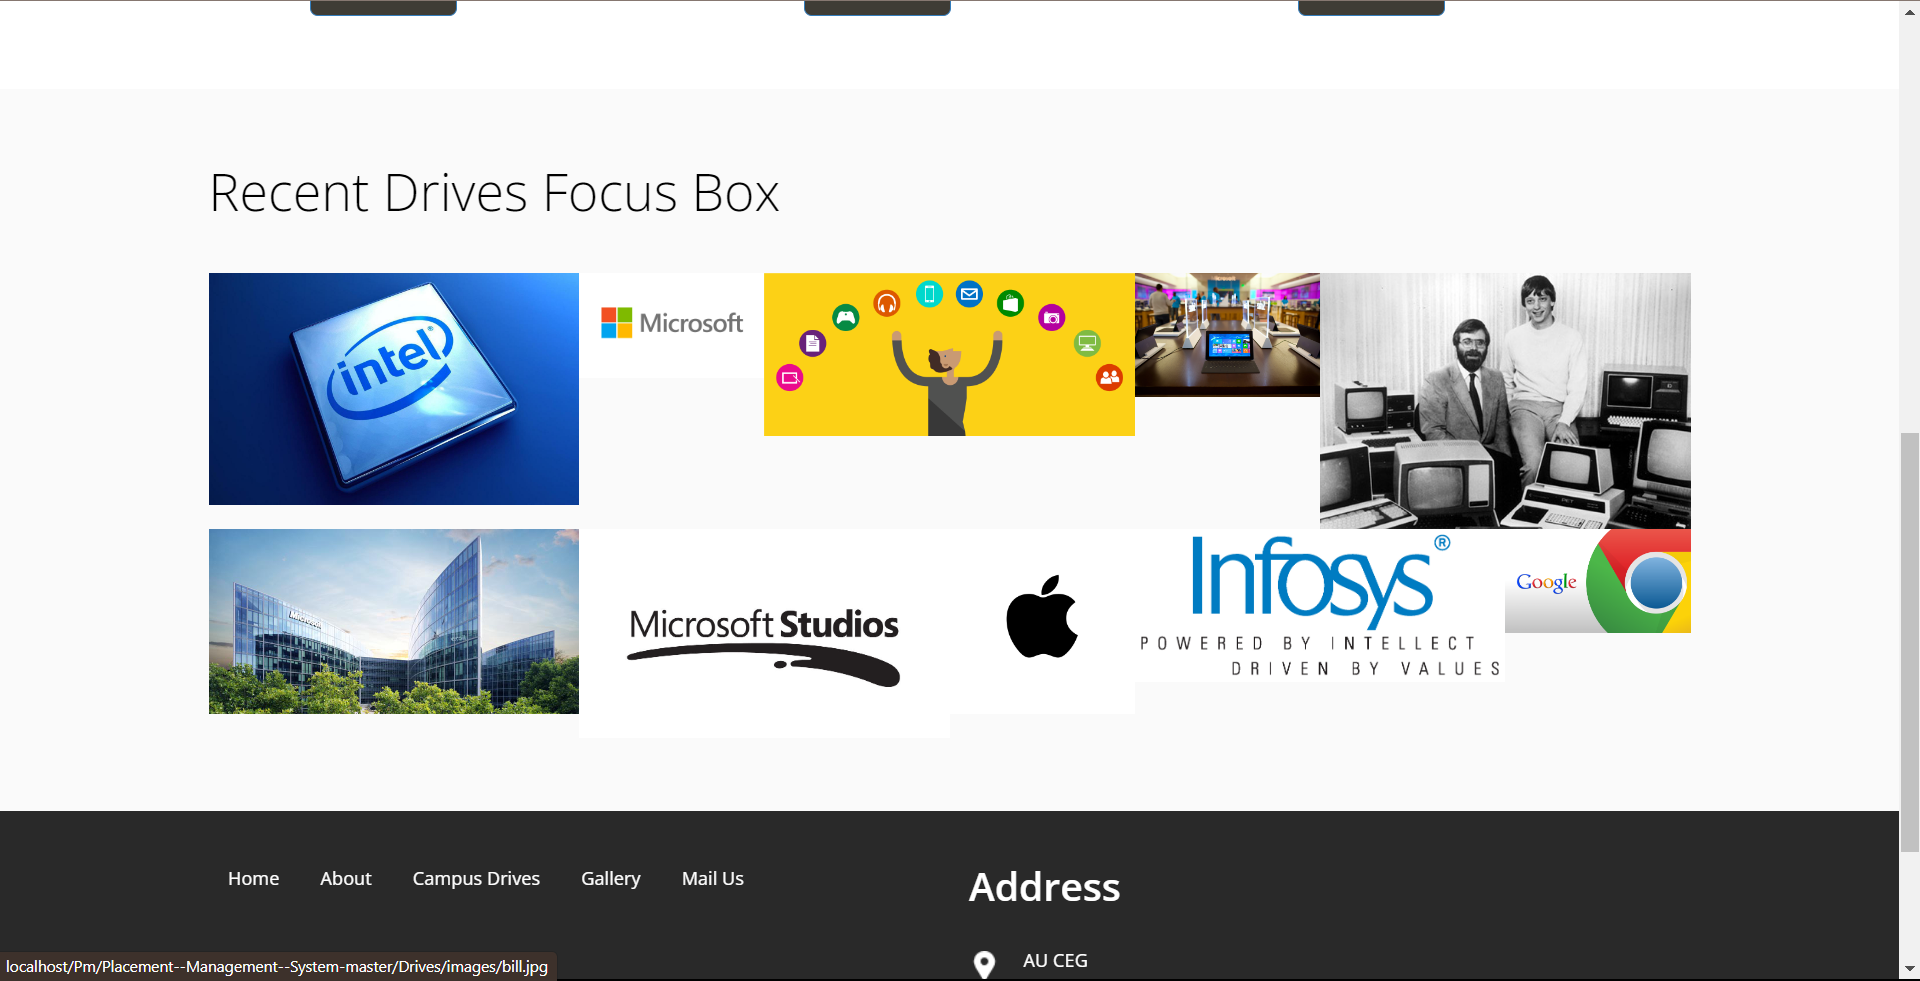 Recent Drives Focus Box
intel®
Microsoft
Microsoft
Microsoft Studios
Infosys®
POWERED BY INTELLECT
DRIVEN BY VALUES
Google
Home About Campus Drives Gallery Mail Us
Address
AU CEG
localhost/Pm/Placement--Management--System-master/Drives/images/bill.jpg